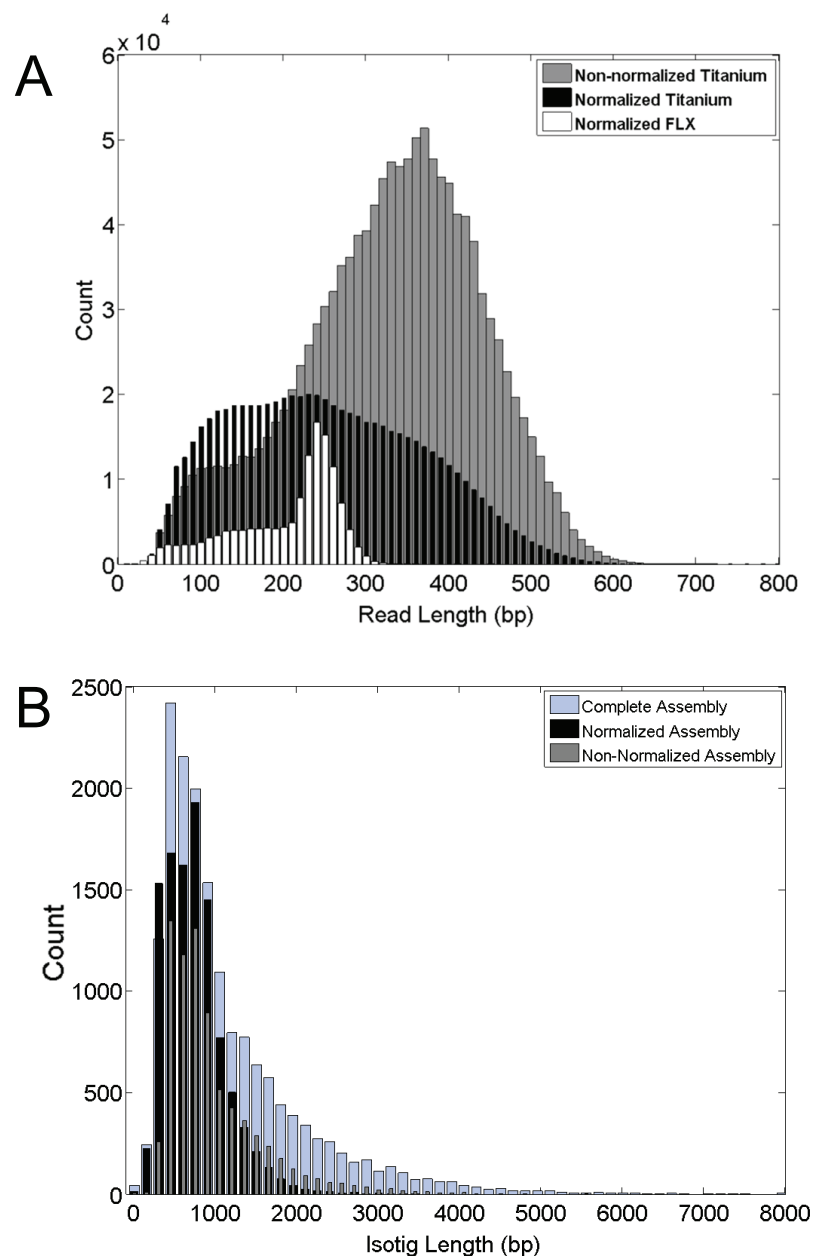 A
4
6 x 10
5
4
3
2
1
0
Count
Non-normalized Titanium
Normalized Titanium
Normalized FLX
0 100 200 300 400 500 600 700 800
Read Length (bp)
B
2500
2000
1500
1000
500
0
Count
Complete Assembly
Normalized Assembly
Non-Normalized Assembly
0 1000 2000 3000 4000 5000 6000 7000 8000
Isotig Length (bp)